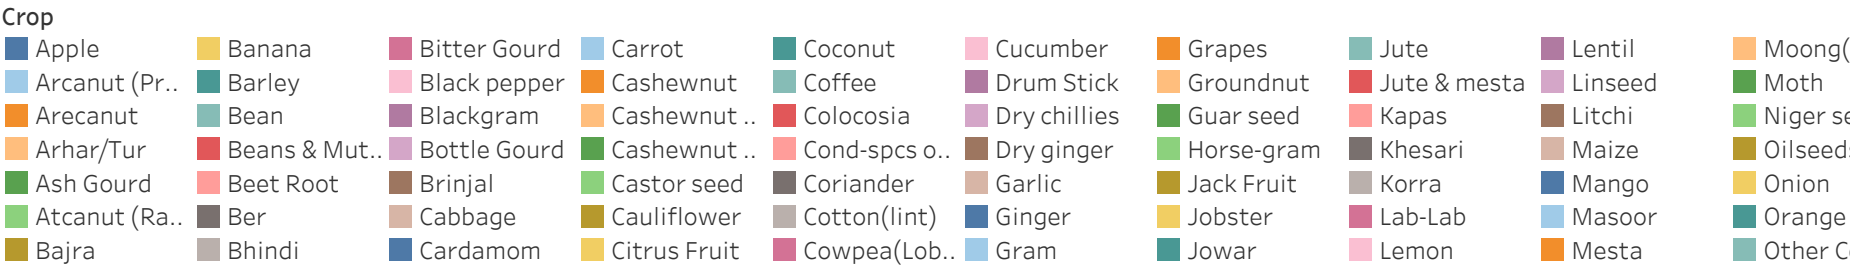 Crop
Apple Banana Bitter Gourd Carrot Coconut Cucumber Grapes Jute Lentil Moong(
Arcanut (Pr.. Barley Black pepper Cashewnut Coffee Drum Stick Groundnut Jute & mesta Linseed Moth
Arecanut Bean Blackgram Cashewnut .. Colocosia Dry chillies Guar seed Kapas Litchi Niger se
Arhar/Tur Beans & Mut.. Bottle Gourd Cashewnut .. Cond-spcs o.. Dry ginger Horse-gram Khesari Maize Oilseeds
Ash Gourd Beet Root Brinjal Castor seed Coriander Garlic Jack Fruit Korra Mango Onion
Atcanut (Ra.. Ber Cabbage Cauliflower Cotton(lint) Ginger Jobster Lab-Lab Masoor Orange
Bajra Bhindi Cardamom Citrus Fruit Cowpea(Lob.. Gram Jowar Lemon Mesta Other C